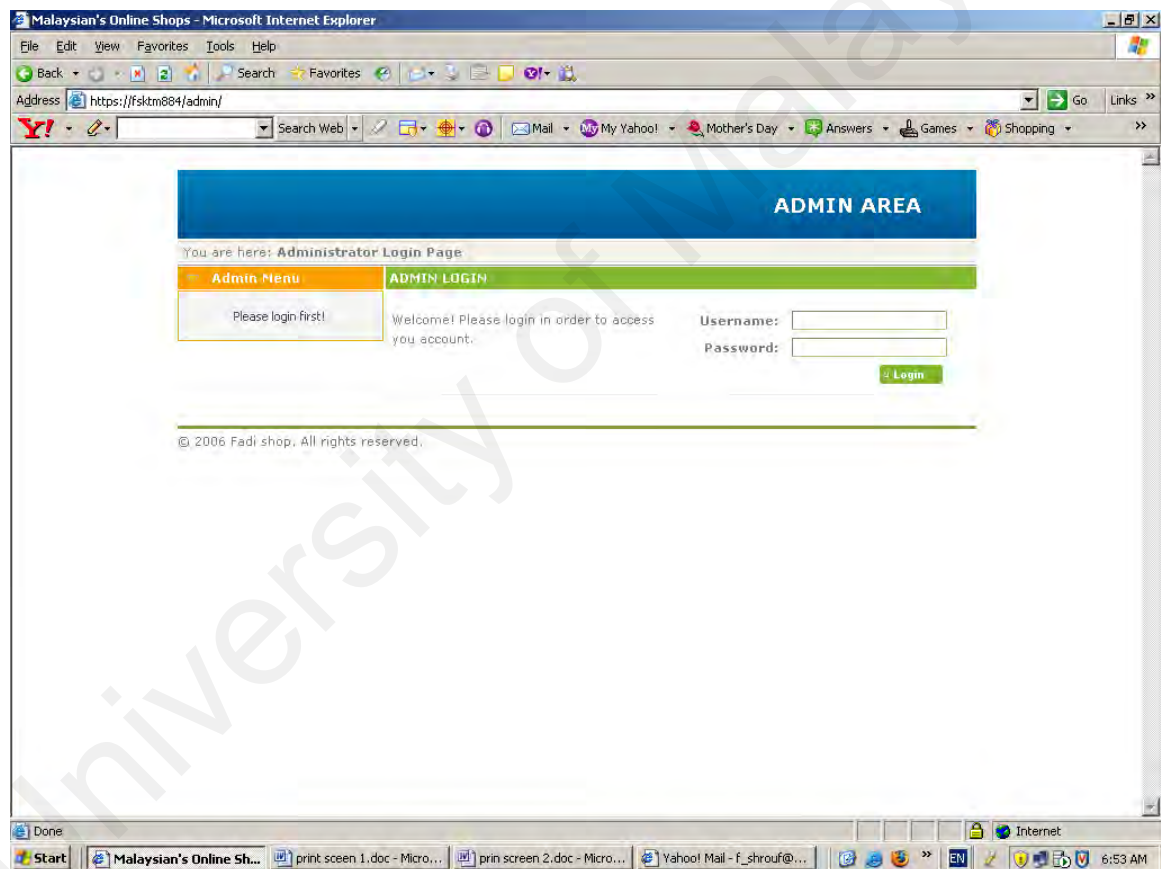 Malaysian's Online Shops - Microsoft Internet Explorer
File Edit View Favorites Tools Help
Back Search Favorites
Address https://fsktm884/admin/ Go Links »
Y! Search Web Mail My Yahoo! Mother's Day Answers Games Shopping »
ADMIN AREA
You are here: Administrator Login Page
Admin Menu
ADMIN LOGIN
Please login first!
Welcome! Please login in order to access
you account.
Username:
Password:
Login
© 2006 Fadi shop. All rights reserved.
University of Malay
Done Internet
Start Malaysian's Online Sh... print sceen 1.doc - Micro... prin screen 2.doc - Micro... Yahoo! Mail - f_shrouf@... » EN 6:53 AM